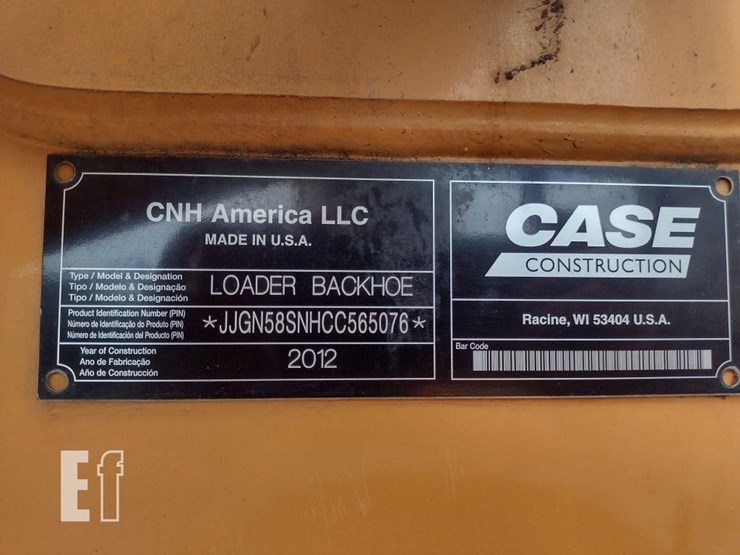 CNH America LLC
MADE IN U.S.A.
Type / Model & Designation
Tipo / Modelo & Designação
Tipo / Modelo & Designación
LOADER BACKHOE
Product Identification Number (PIN)
Número de Identificação do Produto (PIN)
Número de Identificación del Producto (PIN)
*JJGN58SNHCC565076*
Year of Construction
Ano de Fabricação
Año de Construcción
2012
CASE
CONSTRUCTION
Racine, WI 53404 U.S.A.
Bar Code
Ef